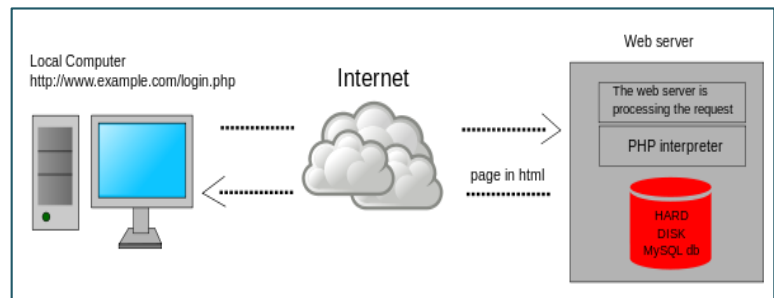 Local Computer
http://www.example.com/login.php
Internet
page in html
Web server
The web server is
processing the request
PHP interpreter
HARD
DISK
MySQL db